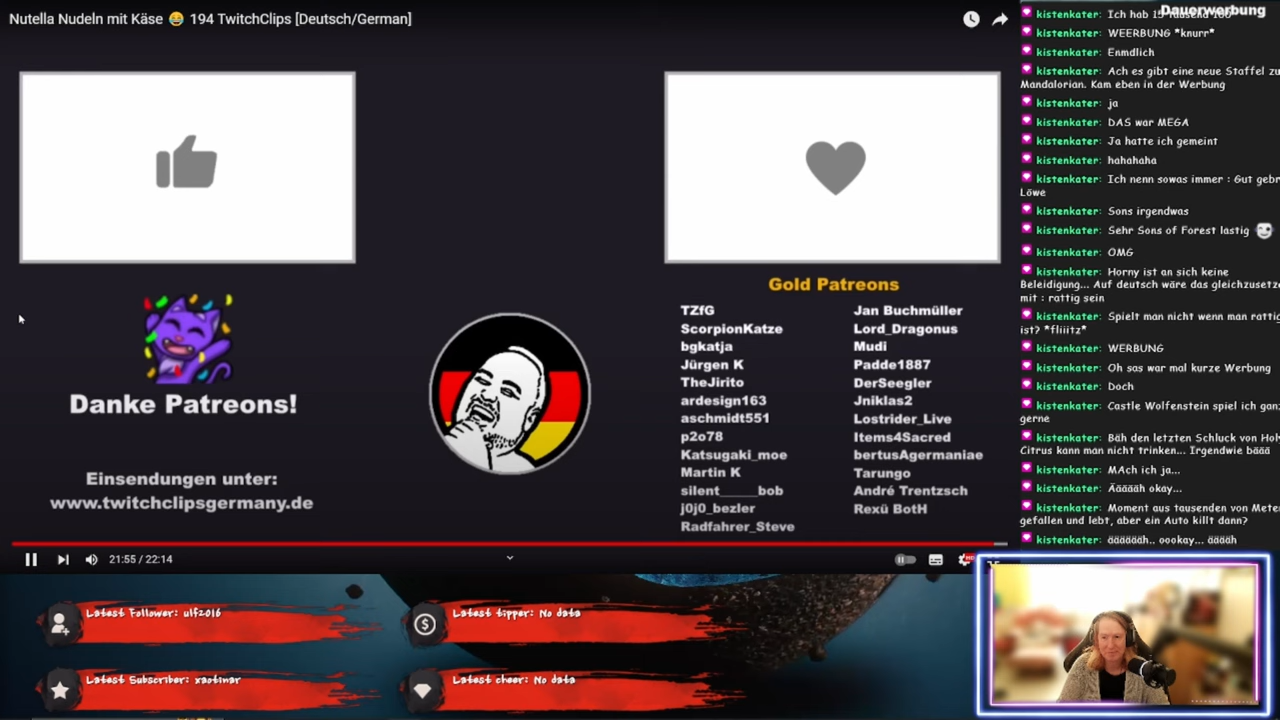 Nutella Nudeln mit Käse 😂 194 TwitchClips [Deutsch/German]
Gold Patreons
TZfG
ScorpionKatze
bgkatja
Jürgen K
TheJirito
ardesign163
aschmidt551
p2o78
Katsugaki_moe
Martin K
silent_____bob
j0j0_bezler
Radfahrer_Steve
Jan Buchmüller
Lord_Dragonus
Mudi
Padde1887
DerSeegler
Jniklas2
Lostrider_Live
Items4Sacred
bertusAgermaniae
Tarungo
André Trentzsch
Rexü BotH
Danke Patreons!
Einsendungen unter:
www.twitchclipsgermany.de
21:55 / 22:14
Dauerwerbung
kistenkater: Ich hab 15
kistenkater: WEERBUNG *knurr*
kistenkater: Enmdlich
kistenkater: Ach es gibt eine neue Staffel zu
Mandalorian. Kam eben in der Werbung
kistenkater: ja
kistenkater: DAS war MEGA
kistenkater: Ja hatte ich gemeint
kistenkater: hahahaha
kistenkater: Ich nenn sowas immer : Gut gebr
Löwe
kistenkater: Sons irgendwas
kistenkater: Sehr Sons of Forest lastig
kistenkater: OMG
kistenkater: Horny ist an sich keine
Beleidigung... Auf deutsch wäre das gleichzusetze
mit : rattig sein
kistenkater: Spielt man nicht wenn man rattig
ist? *fliiitz*
kistenkater: WERBUNG
kistenkater: Oh sas war mal kurze Werbung
kistenkater: Doch
kistenkater: Castle Wolfenstein spiel ich gan
gerne
kistenkater: Bäh den letzten Schluck von Hol
Citrus kann man nicht trinken... Irgendwie bäää
kistenkater: MAch ich ja...
kistenkater: Äääääh okay...
kistenkater: Moment aus tausenden von Mete
gefallen und lebt, aber ein Auto killt dann?
kistenkater: ääääääh.. oookay... ääääh
Latest Follower: ulf2016
Latest tipper: No data
Latest Subscriber: xaotinar
Latest cheer: No data